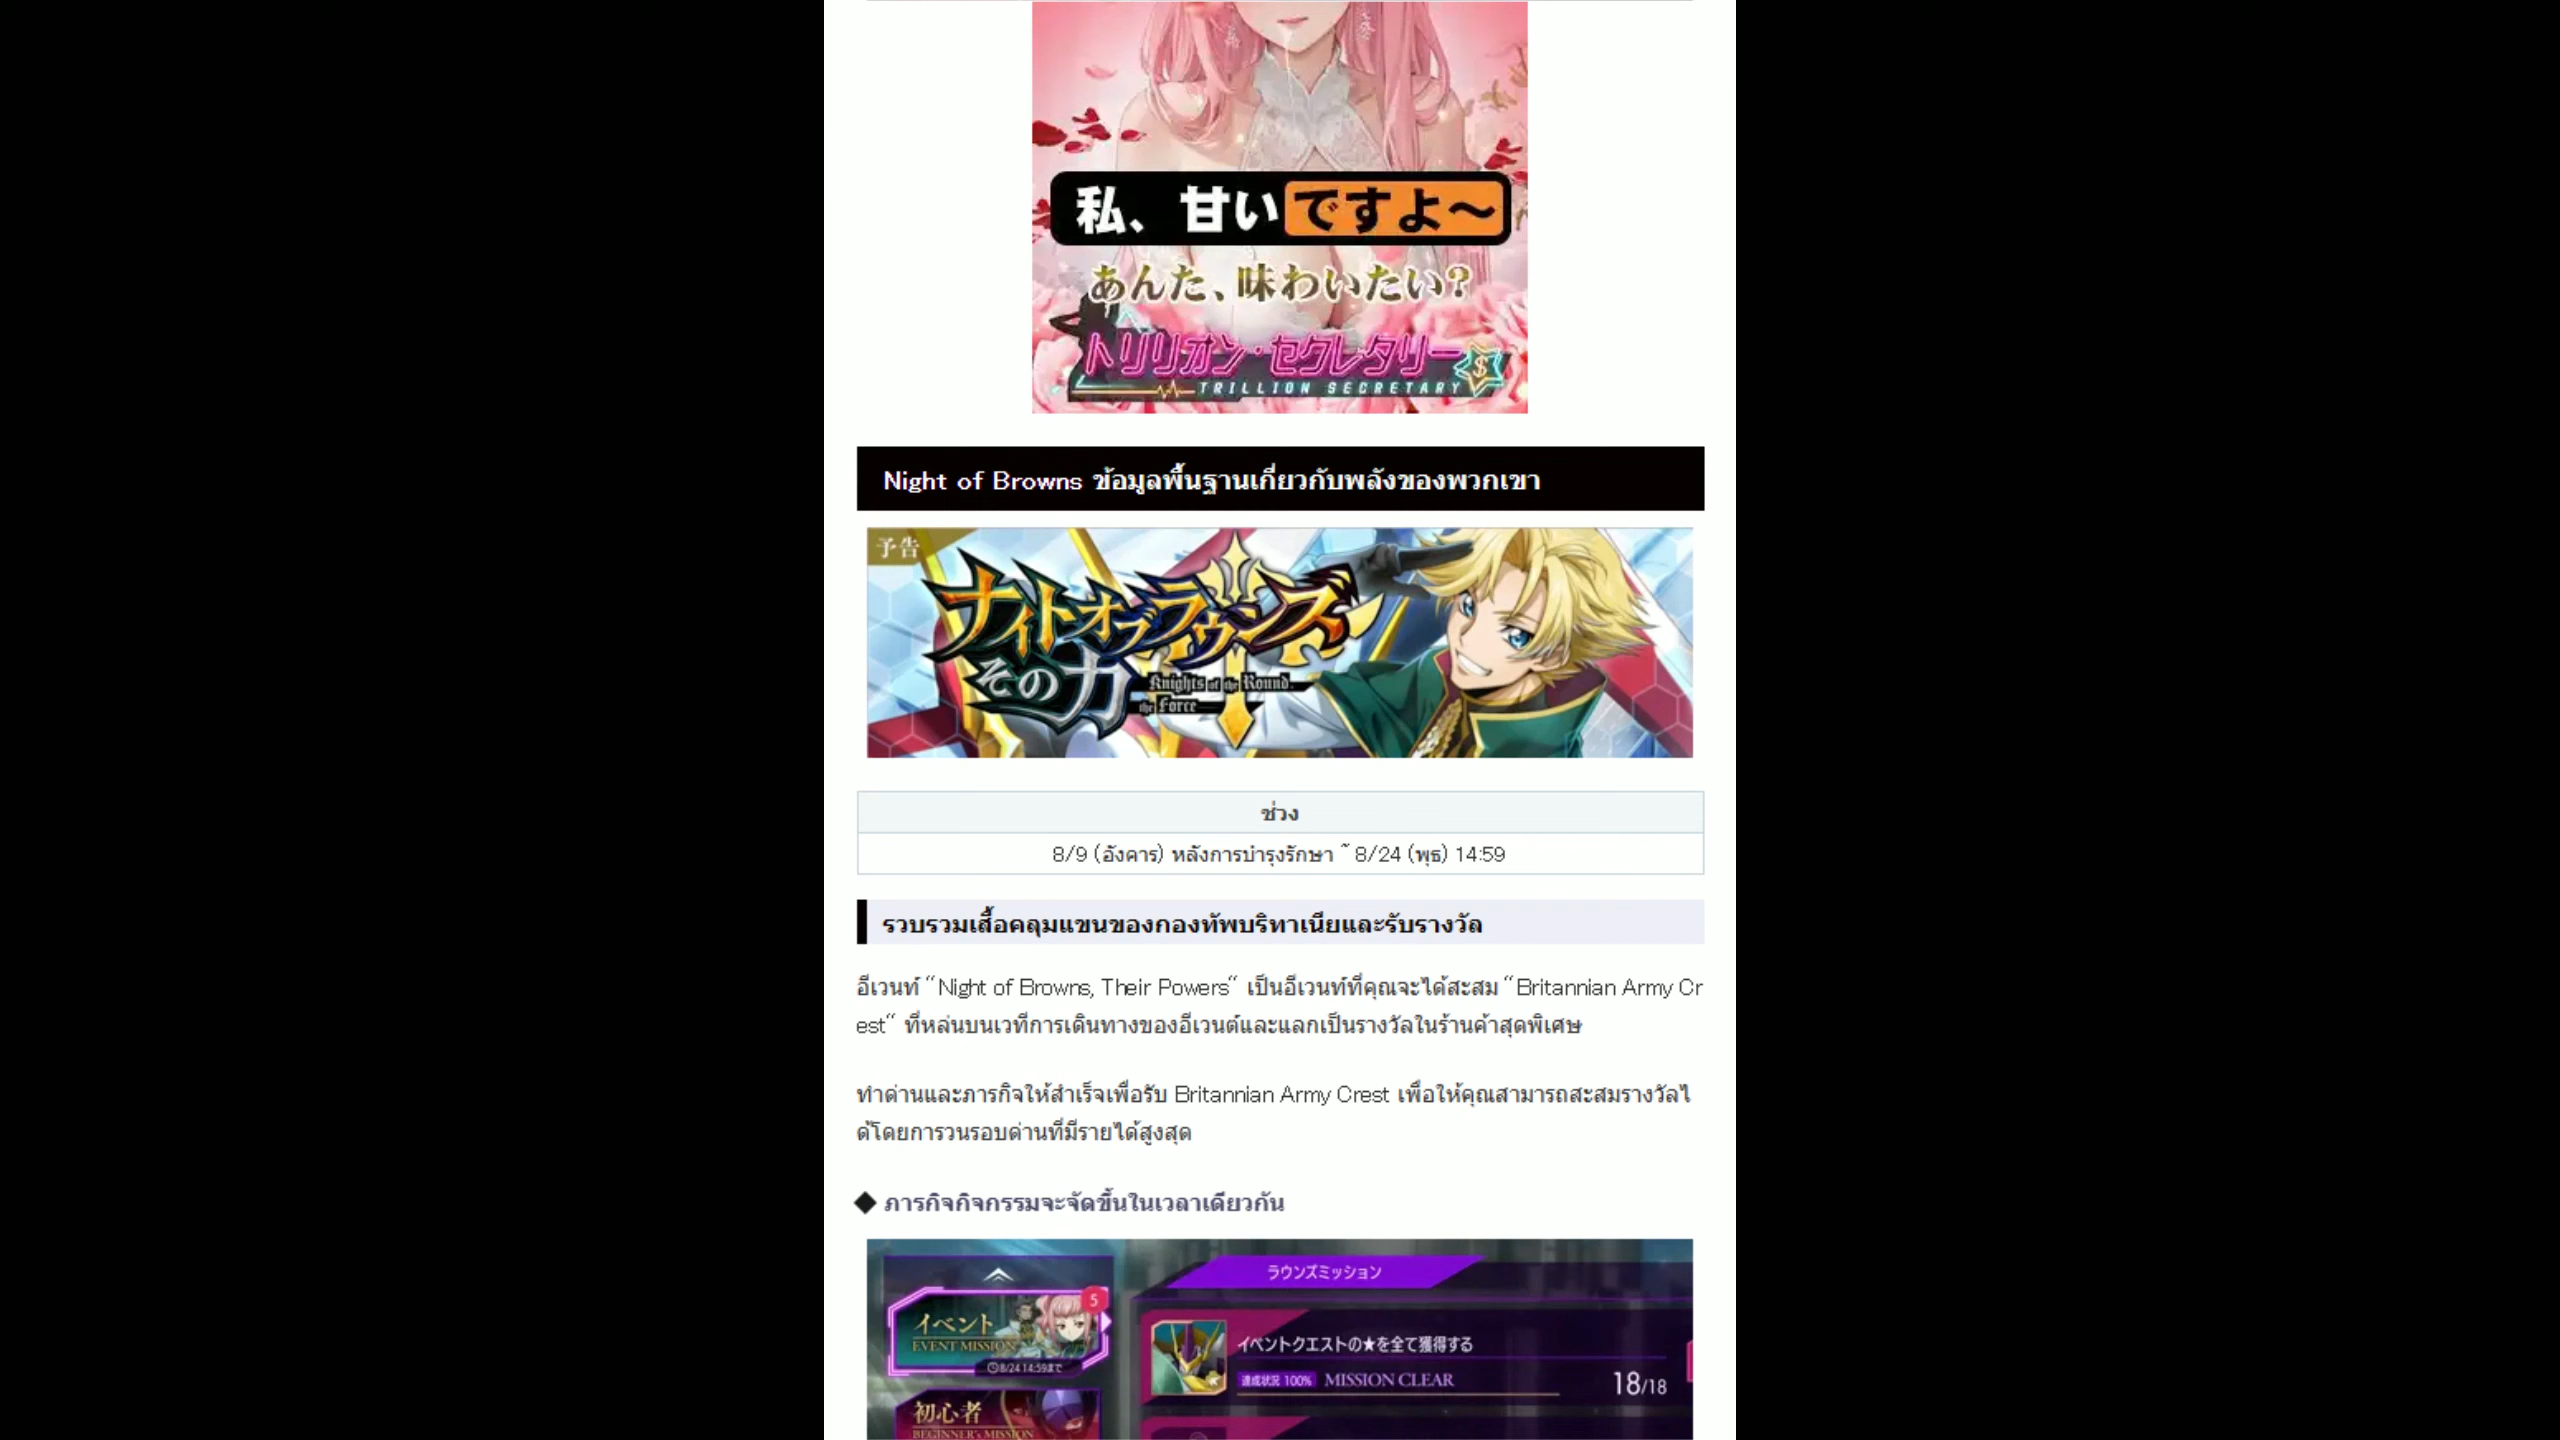 私、甘いですよ～
あんた、味わいたい?
トリリオン・セクレタリー
TRILLION SECRETARY
Night of Browns ข้อมูลพื้นฐานเกี่ยวกับพลังของพวกเขา
予告
ナイトオブラウンズ
その力
Knights of the Round.
the Force
ช่วง
8/9 (อังคาร) หลังการบำรุงรักษา ~ 8/24 (พุธ) 14:59
รวบรวมเสื้อคลุมแขนของกองทัพบริทาเนียและรับรางวัล
อีเวนท์ “Night of Browns, Their Powers“ เป็นอีเวนท์ที่คุณจะได้สะสม “Britannian Army Cr
est“ ที่หล่นบนเวทีการเดินทางของอีเวนต์และแลกเป็นรางวัลในร้านค้าสุดพิเศษ
ทำด่านและภารกิจให้สำเร็จเพื่อรับ Britannian Army Crest เพื่อให้คุณสามารถสะสมรางวัลไ
ด้โดยการวนรอบด่านที่มีรายได้สูงสุด
◆ ภารกิจกิจกรรมจะจัดขึ้นในเวลาเดียวกัน
ラウンズミッション
5
イベント
EVENT MISSION
8/24 14:59まで
イベントクエストの★を全て獲得する
達成状況 100% MISSION CLEAR
18/18
初心者
BEGINNER's MISSION